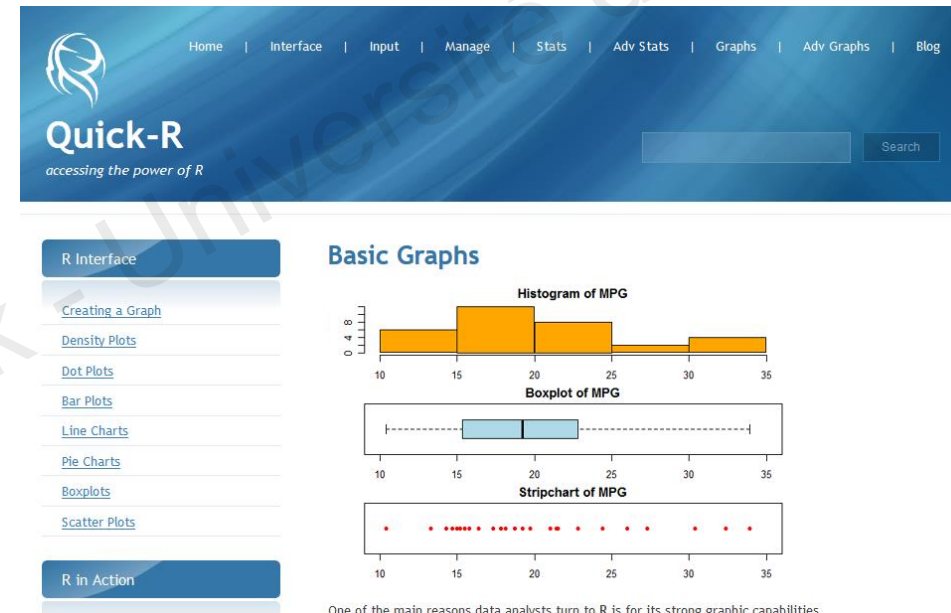 Home | Interface | Input | Manage | Stats | Adv Stats | Graphs | Adv Graphs | Blog
Quick-R
accessing the power of R
Search
R Interface
Creating a Graph
Density Plots
Dot Plots
Bar Plots
Line Charts
Pie Charts
Boxplots
Scatter Plots
R in Action
Basic Graphs
Histogram of MPG
0 4 8
10 15 20 25 30 35
Boxplot of MPG
10 15 20 25 30 35
Stripchart of MPG
10 15 20 25 30 35
One of the main reasons data analysts turn to R is for its strong graphic capabilities.
- Université